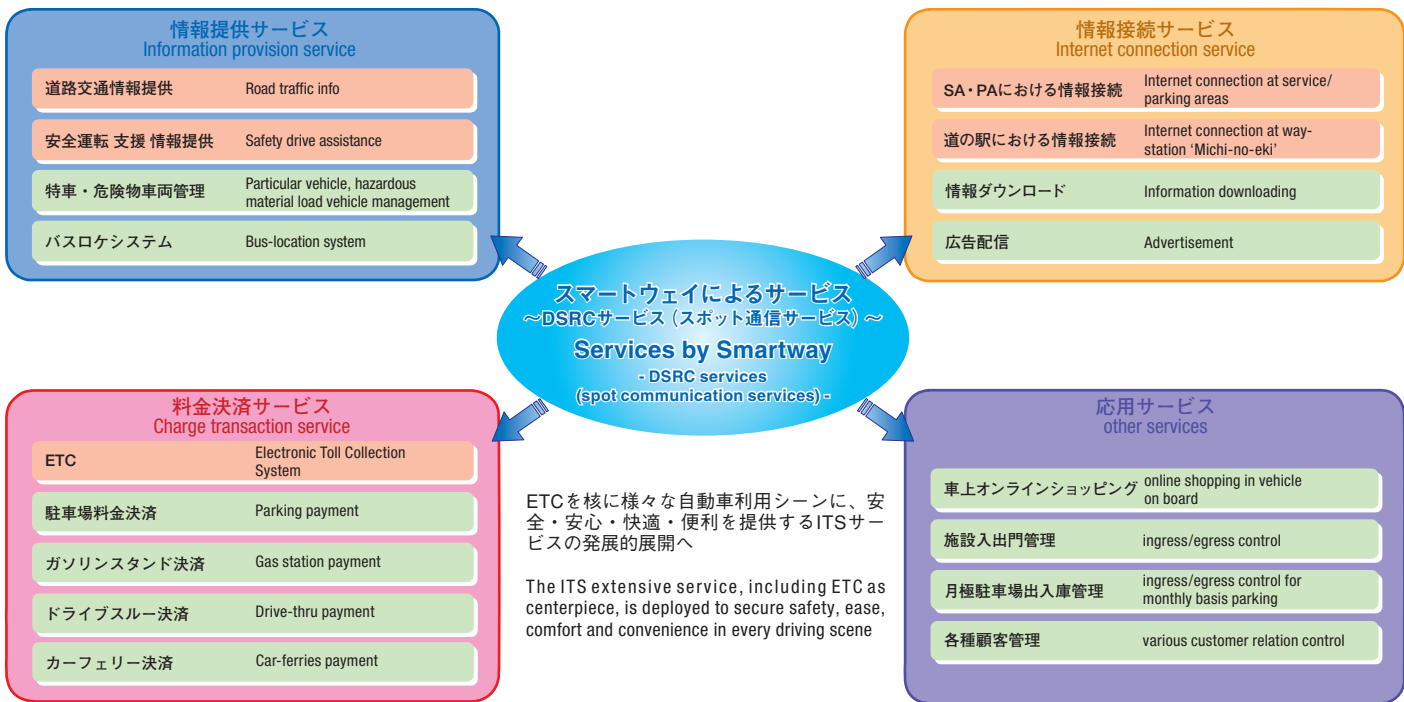 情報提供サービス
Information provision service
道路交通情報提供 Road traffic info
安全運転 支援 情報提供 Safety drive assistance
特車・危険物車両管理 Particular vehicle, hazardous
material load vehicle management
バスロケシステム Bus-location system
情報接続サービス
Internet connection service
SA・PAにおける情報接続 Internet connection at service/
parking areas
道の駅における情報接続 Internet connection at way-
station ‘Michi-no-eki’
情報ダウンロード Information downloading
広告配信 Advertisement
スマートウェイによるサービス
～DSRCサービス（スポット通信サービス）～
Services by Smartway
- DSRC services
(spot communication services) -
料金決済サービス
Charge transaction service
ETC Electronic Toll Collection
System
駐車場料金決済 Parking payment
ガソリンスタンド決済 Gas station payment
ドライブスルー決済 Drive-thru payment
カーフェリー決済 Car-ferries payment
ETCを核に様々な自動車利用シーンに、安
全・安心・快適・便利を提供するITSサー
ビスの発展的展開へ
The ITS extensive service, including ETC as
centerpiece, is deployed to secure safety, ease,
comfort and convenience in every driving scene
応用サービス
other services
車上オンラインショッピング online shopping in vehicle
on board
施設入出門管理 ingress/egress control
月極駐車場出入庫管理 ingress/egress control for
monthly basis parking
各種顧客管理 various customer relation control